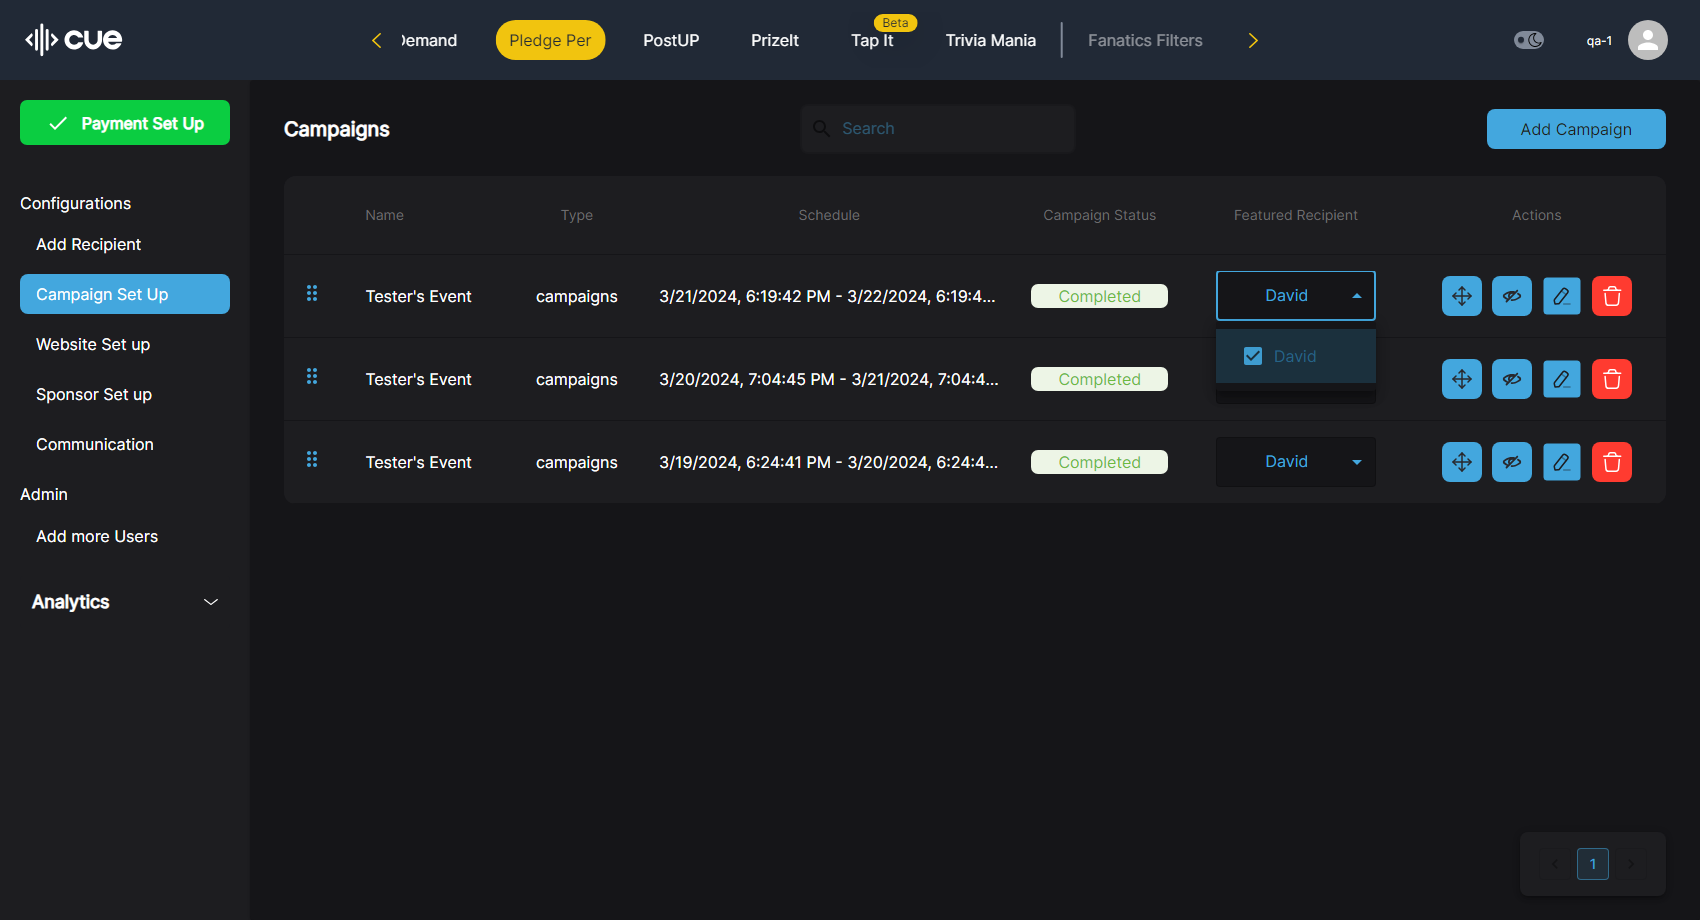 cue
Demand
Pledge Per
PostUP
PrizeIt
Tap It
Beta
Trivia Mania
Fanatics Filters
qa-1
Payment Set Up
Configurations
Add Recipient
Campaign Set Up
Website Set up
Sponsor Set up
Communication
Admin
Add more Users
Analytics
Campaigns
Search
Add Campaign
Name Type Schedule Campaign Status Featured Recipient Actions
Tester's Event campaigns 3/21/2024, 6:19:42 PM - 3/22/2024, 6:19:4... Completed David
David
Tester's Event campaigns 3/20/2024, 7:04:45 PM - 3/21/2024, 7:04:4... Completed
Tester's Event campaigns 3/19/2024, 6:24:41 PM - 3/20/2024, 6:24:4... Completed David
1